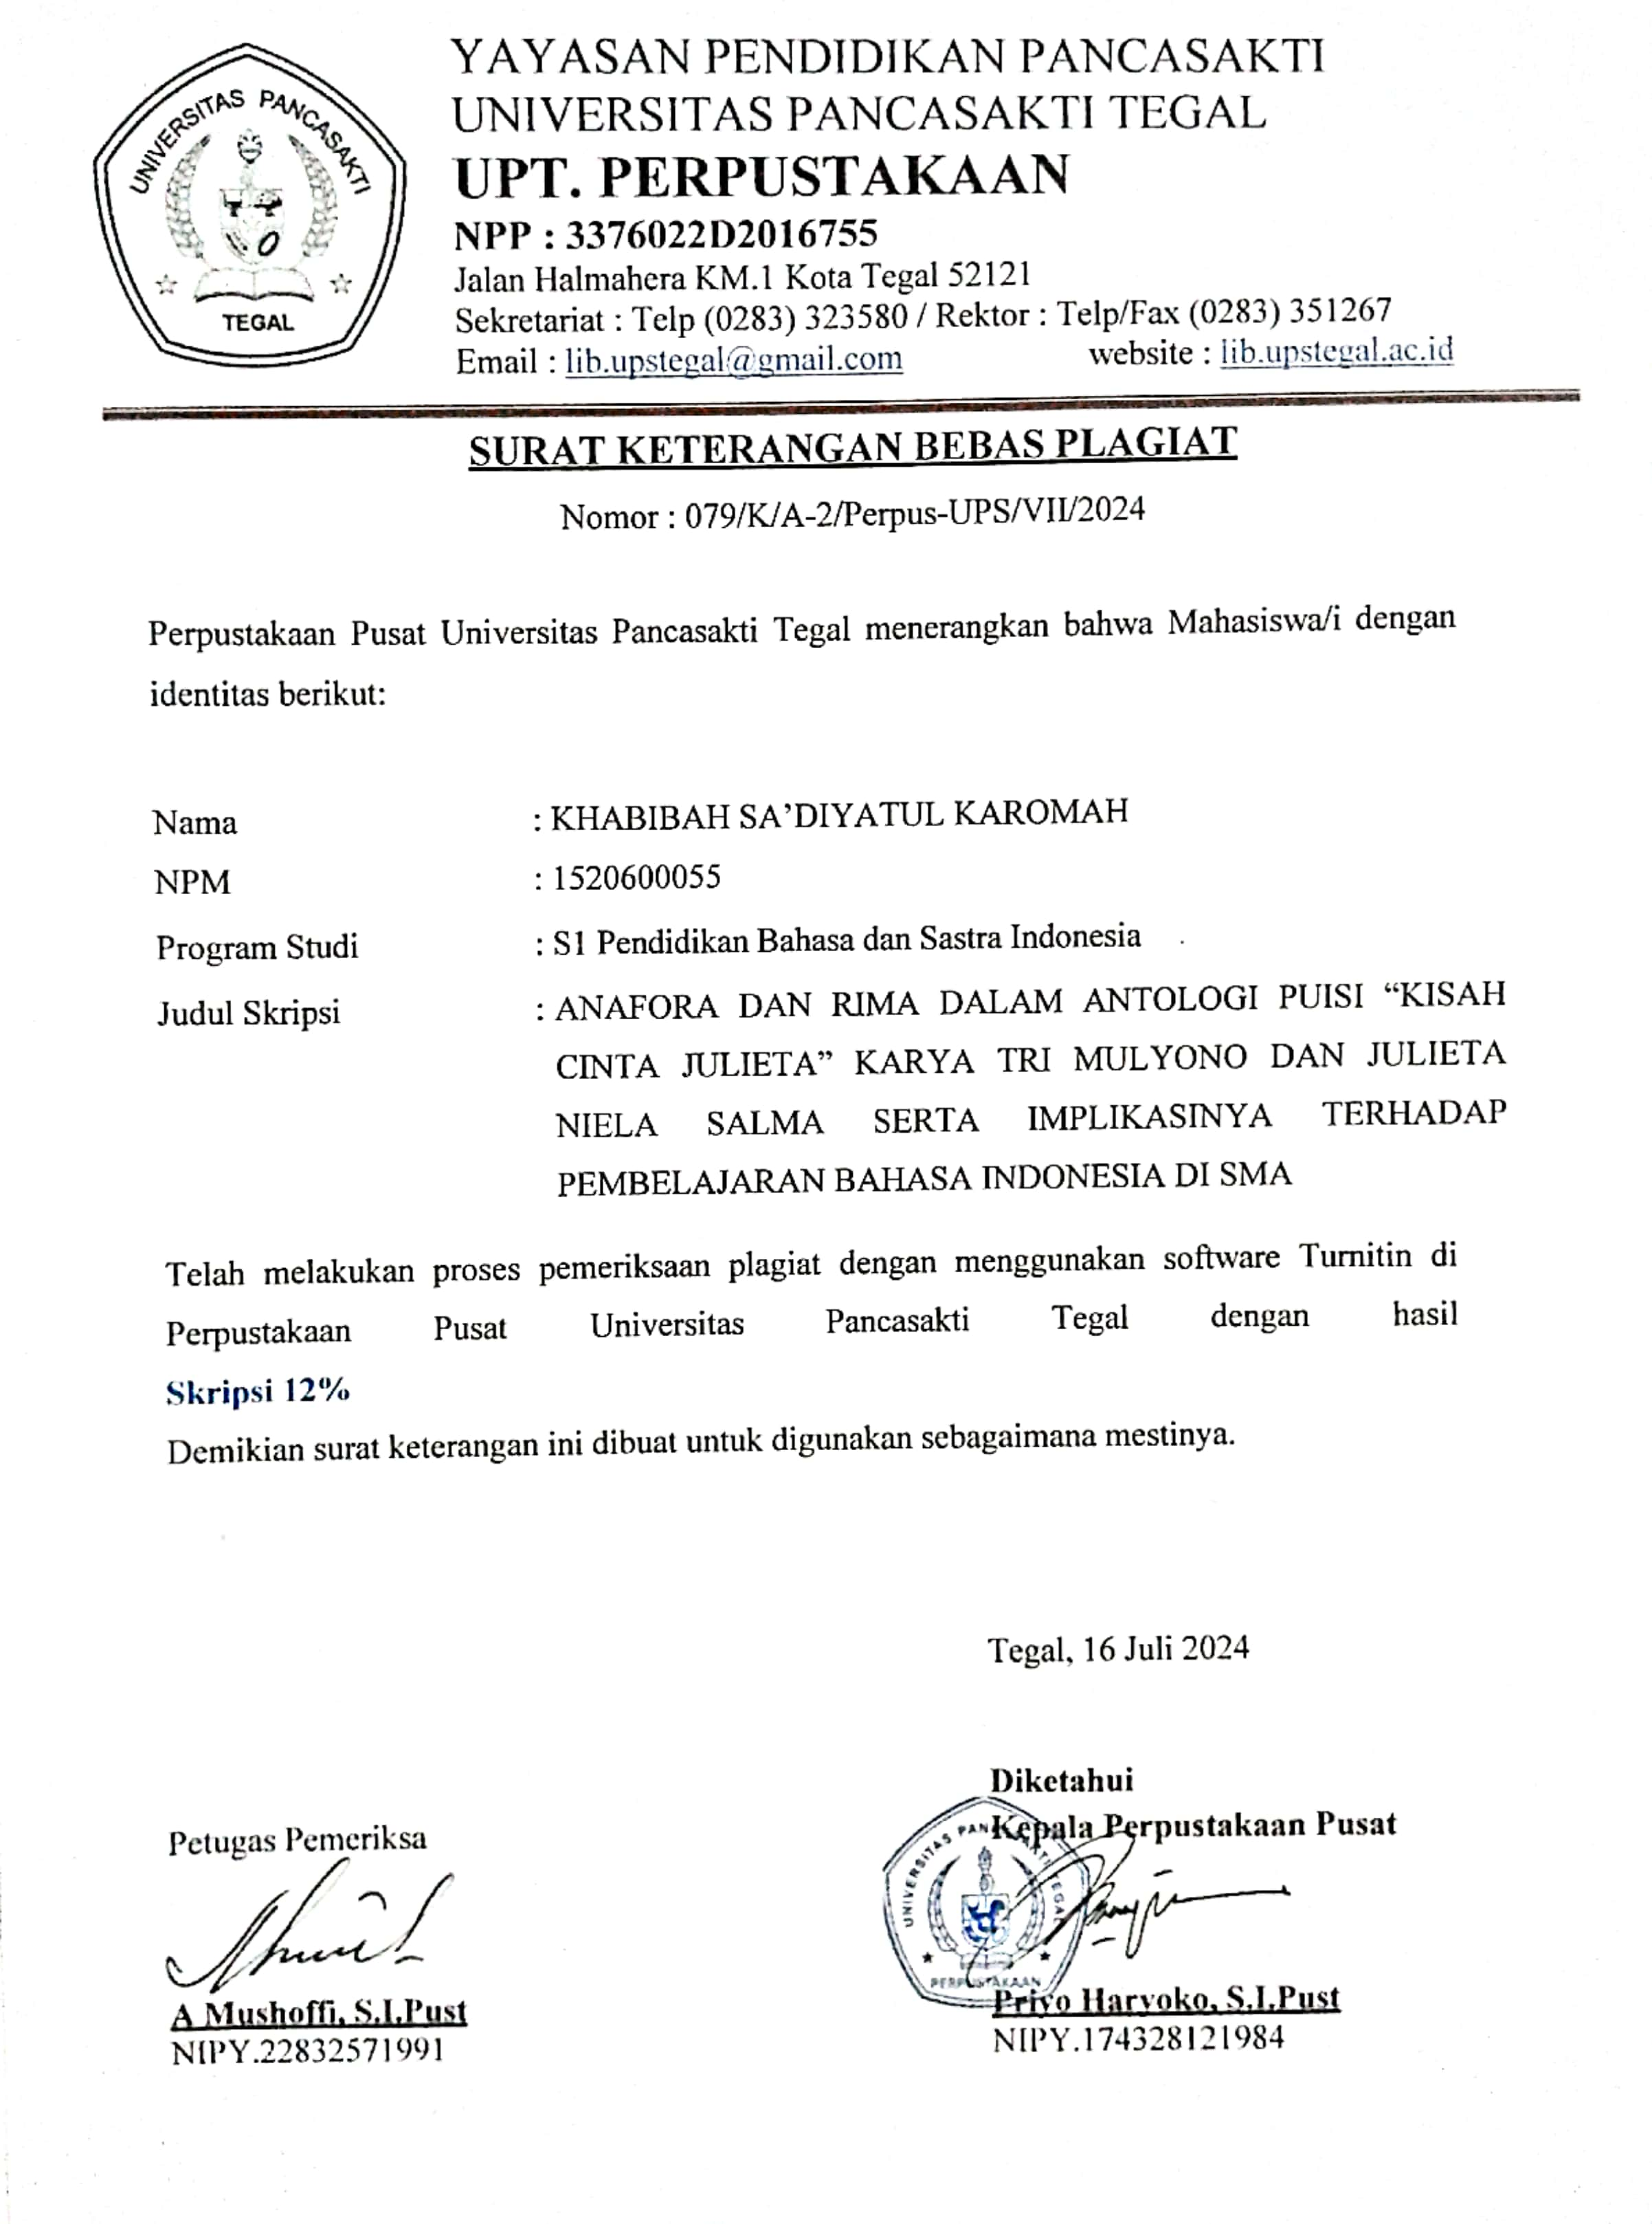 UNIVERSITAS PANCASAKTI
TEGAL
YAYASAN PENDIDIKAN PANCASAKTI
UNIVERSITAS PANCASAKTI TEGAL
UPT. PERPUSTAKAAN
NPP : 3376022D2016755
Jalan Halmahera KM.1 Kota Tegal 52121
Sekretariat : Telp (0283) 323580 / Rektor : Telp/Fax (0283) 351267
Email : lib.upstegal@gmail.com website : lib.upstegal.ac.id
SURAT KETERANGAN BEBAS PLAGIAT
Nomor : 079/K/A-2/Perpus-UPS/VII/2024
Perpustakaan Pusat Universitas Pancasakti Tegal menerangkan bahwa Mahasiswa/i dengan
identitas berikut:
Nama : KHABIBAH SA’DIYATUL KAROMAH
NPM : 1520600055
Program Studi : S1 Pendidikan Bahasa dan Sastra Indonesia
Judul Skripsi : ANAFORA DAN RIMA DALAM ANTOLOGI PUISI “KISAH
CINTA JULIETA” KARYA TRI MULYONO DAN JULIETA
NIELA SALMA SERTA IMPLIKASINYA TERHADAP
PEMBELAJARAN BAHASA INDONESIA DI SMA
Telah melakukan proses pemeriksaan plagiat dengan menggunakan software Turnitin di
Perpustakaan Pusat Universitas Pancasakti Tegal dengan hasil
Skripsi 12%
Demikian surat keterangan ini dibuat untuk digunakan sebagaimana mestinya.
Tegal, 16 Juli 2024
Diketahui
Kepala Perpustakaan Pusat
Petugas Pemeriksa
UNIVERSITAS PANCASAKTI TEGAL
PERPUSTAKAAN
A Mushoffi, S.I.Pust
NIPY.22832571991
Priyo Haryoko, S.I.Pust
NIPY.174328121984